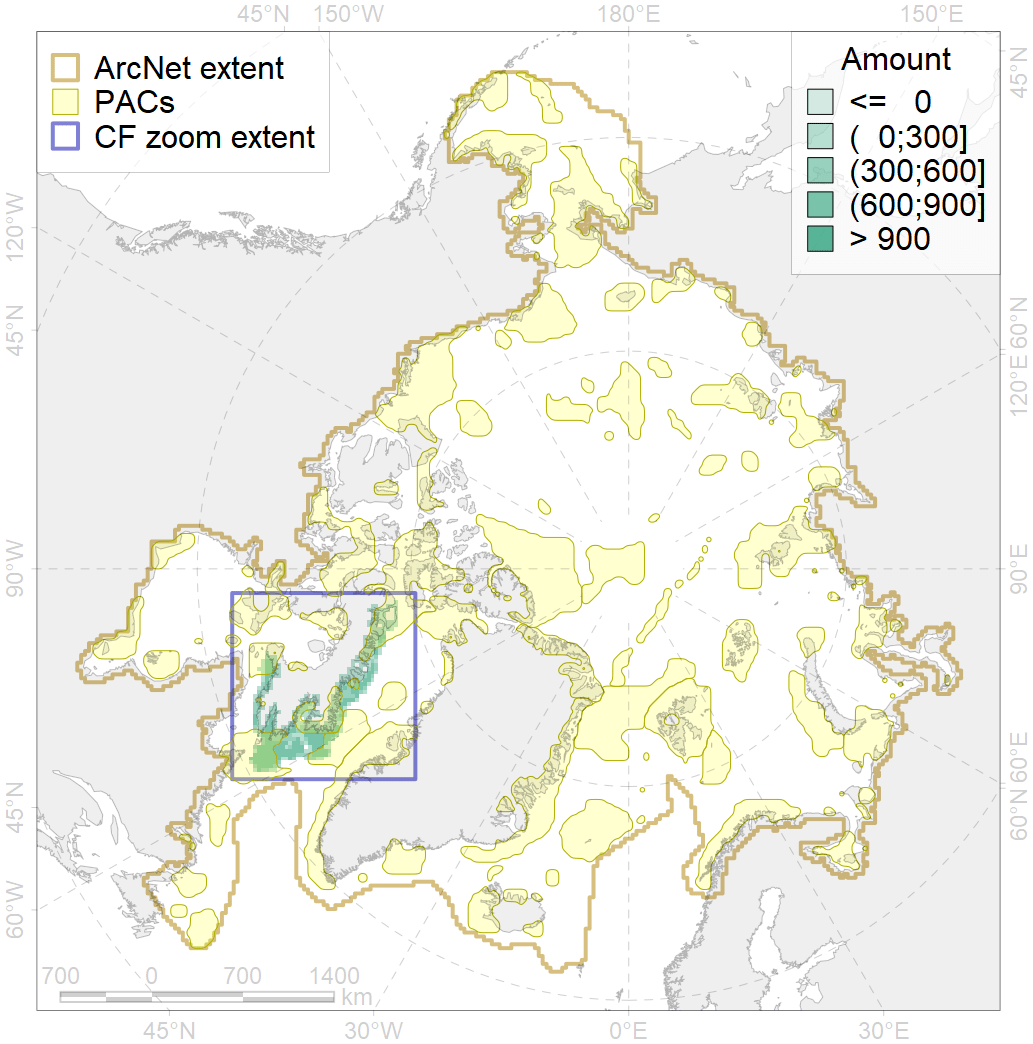 45°N 150°W 180°E 150°E
ArcNet extent
PACs
CF zoom extent
Amount
<= 0
( 0;300]
(300;600]
(600;900]
> 900
120°W
45°N
90°W
45°N
60°W
45°N
60°N
120°E
90°E
60°E
60°N
700 0 700 1400
km
45°N 30°W 0°E 30°E